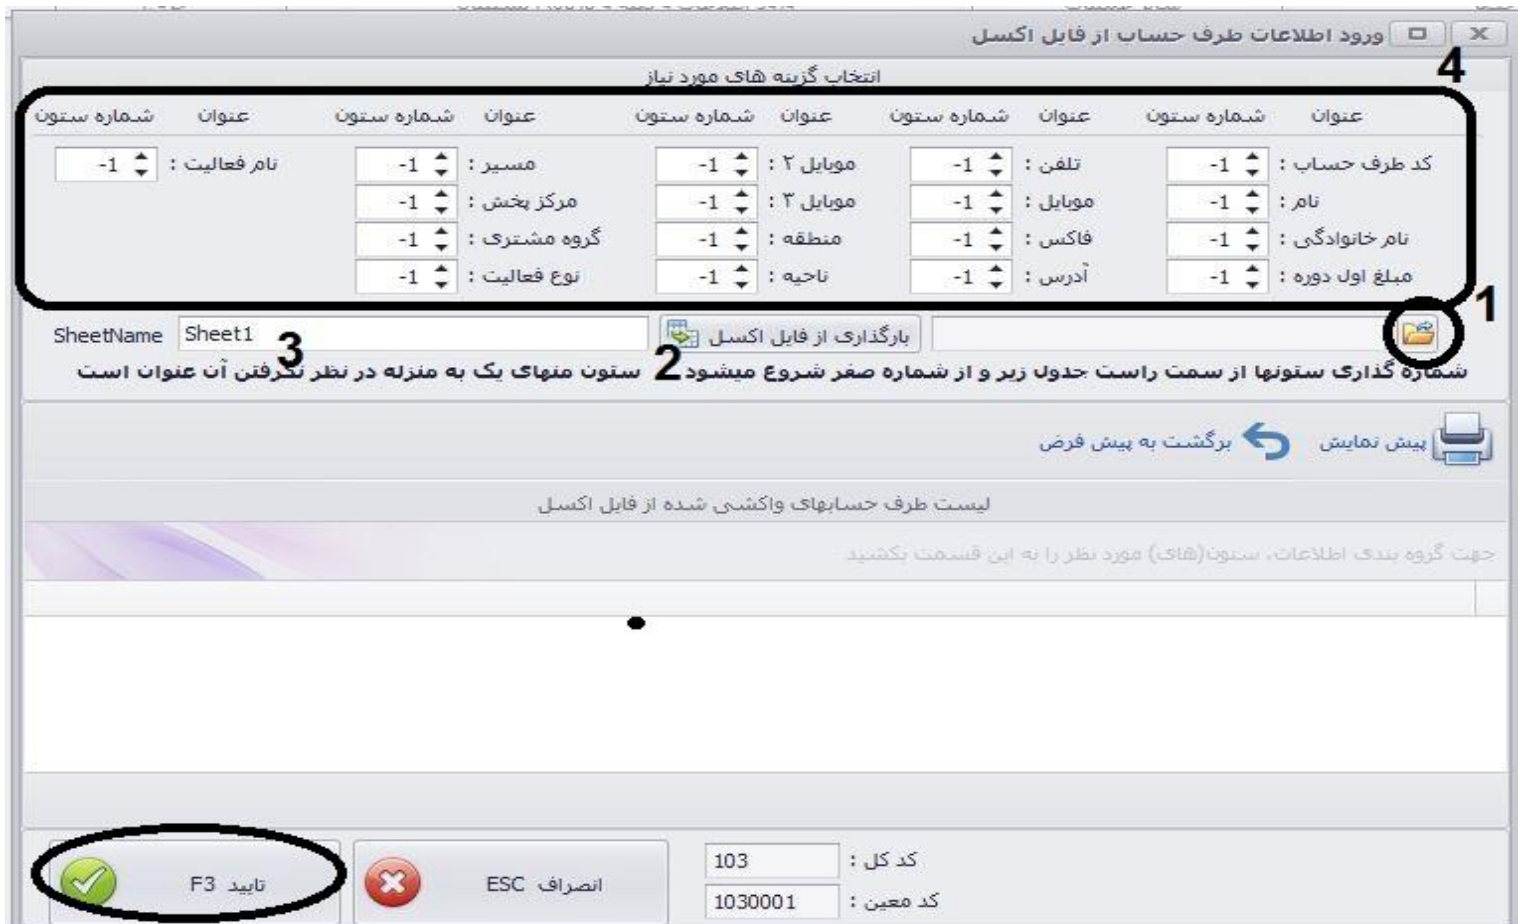 ورود اطلاعات طرف حساب از فایل اکسل
4
انتخاب گزینه های مورد نیاز
عنوان شماره ستون عنوان شماره ستون عنوان شماره ستون عنوان شماره ستون عنوان شماره ستون
کد طرف حساب : -1 تلفن : -1 موبایل ۲ : -1 مسیر : -1 نام فعالیت : -1
نام : -1 موبایل : -1 موبایل ۳ : -1 مرکز پخش : -1
نام خانوادگی : -1 فاکس : -1 منطقه : -1 گروه مشتری : -1
مبلغ اول دوره : -1 آدرس : -1 ناحیه : -1 نوع فعالیت : -1
1
بارگذاری از فایل اکسل Sheet1 SheetName
2
3
شماره گذاری ستونها از سمت راست جدول زیر و از شماره صفر شروع میشود ستون منهای یک به منزله در نظر نگرفتن آن عنوان است
پیش نمایش برگشت به پیش فرض
لیست طرف حسابهای واکشی شده از فایل اکسل
جهت گروه بندی اطلاعات، ستون(های) مورد نظر را به این قسمت بکشید
کد کل : 103
کد معین : 1030001
انصراف ESC
تایید F3